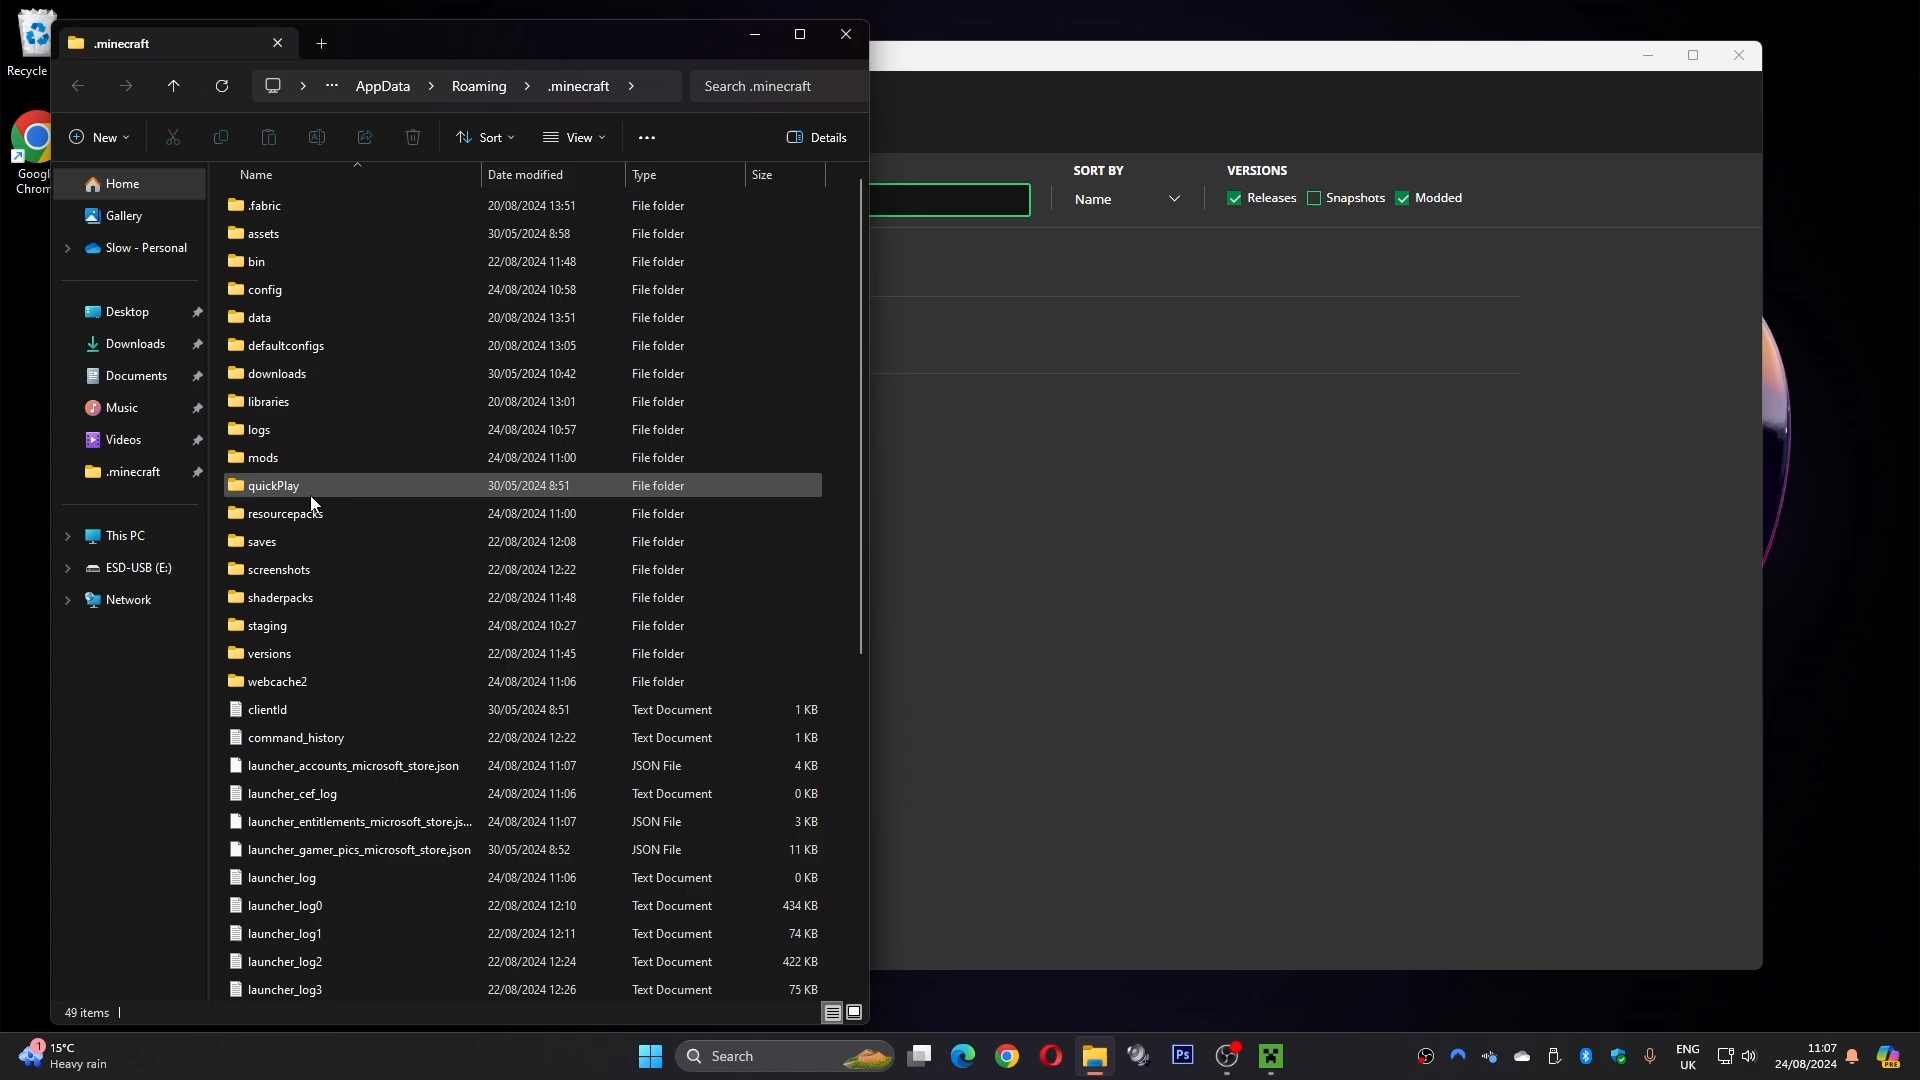 Recycle
Googl
Chrom
.minecraft
AppData
Roaming
.minecraft
Search .minecraft
New
Sort
View
Details
Home
Gallery
Slow - Personal
Desktop
Downloads
Documents
Music
Videos
.minecraft
This PC
ESD-USB (E:)
Network
Name Date modified Type Size
.fabric 20/08/2024 13:51 File folder
assets 30/05/2024 8:58 File folder
bin 22/08/2024 11:48 File folder
config 24/08/2024 10:58 File folder
data 20/08/2024 13:51 File folder
defaultconfigs 20/08/2024 13:05 File folder
downloads 30/05/2024 10:42 File folder
libraries 20/08/2024 13:01 File folder
logs 24/08/2024 10:57 File folder
mods 24/08/2024 11:00 File folder
quickPlay 30/05/2024 8:51 File folder
resourcepacks 24/08/2024 11:00 File folder
saves 22/08/2024 12:08 File folder
screenshots 22/08/2024 12:22 File folder
shaderpacks 22/08/2024 11:48 File folder
staging 24/08/2024 10:27 File folder
versions 22/08/2024 11:45 File folder
webcache2 24/08/2024 11:06 File folder
clientId 30/05/2024 8:51 Text Document 1 KB
command_history 22/08/2024 12:22 Text Document 1 KB
launcher_accounts_microsoft_store.json 24/08/2024 11:07 JSON File 4 KB
launcher_cef_log 24/08/2024 11:06 Text Document 0 KB
launcher_entitlements_microsoft_store.js... 24/08/2024 11:07 JSON File 3 KB
launcher_gamer_pics_microsoft_store.json 30/05/2024 8:52 JSON File 11 KB
launcher_log 24/08/2024 11:06 Text Document 0 KB
launcher_log0 22/08/2024 12:10 Text Document 434 KB
launcher_log1 22/08/2024 12:11 Text Document 74 KB
launcher_log2 22/08/2024 12:24 Text Document 422 KB
launcher_log3 22/08/2024 12:26 Text Document 75 KB
49 items
SORT BY
Name
VERSIONS
Releases
Snapshots
Modded
1
15°C
Heavy rain
Search
Ps
ENG
UK
11:07
24/08/2024
PRE